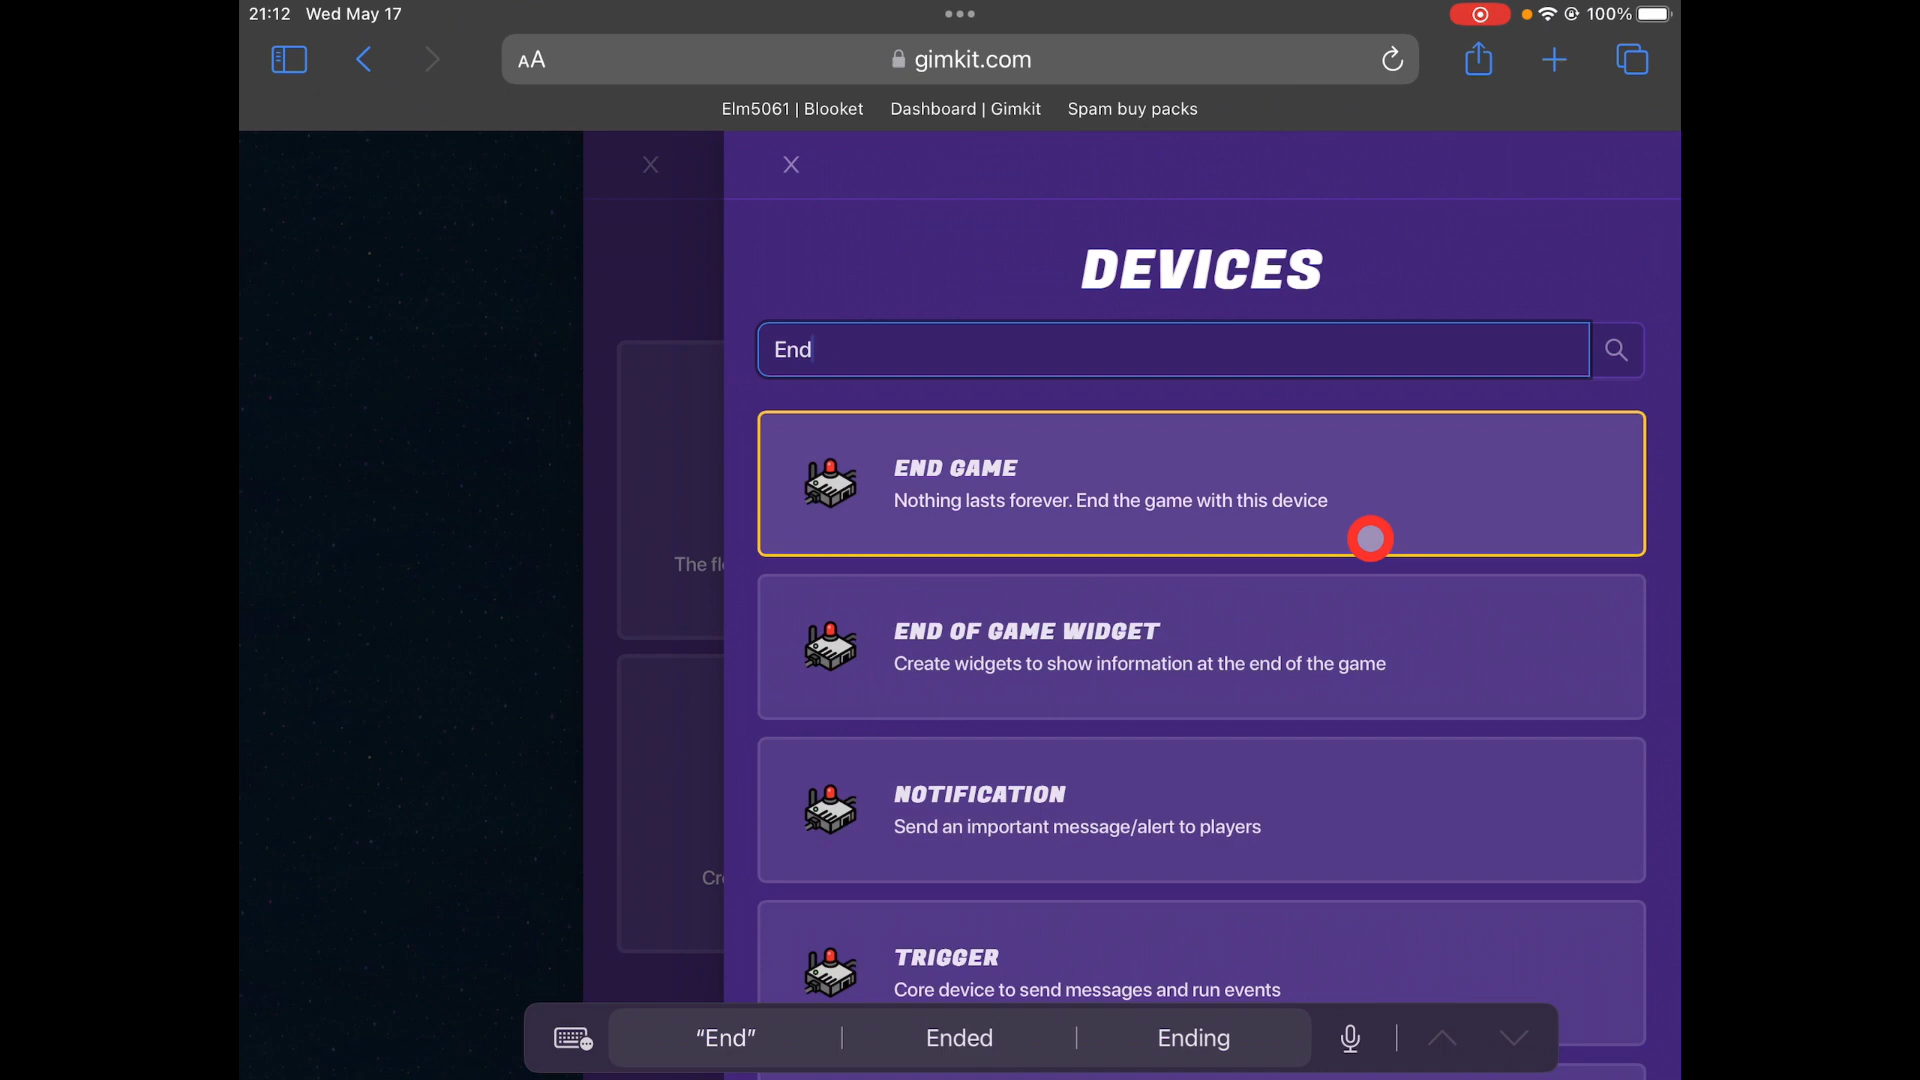 21:12 Wed May 17
100%
AA
gimkit.com
Elm5061 | Blooket Dashboard | Gimkit Spam buy packs
DEVICES
End
END GAME
Nothing lasts forever. End the game with this device
The fl
END OF GAME WIDGET
Create widgets to show information at the end of the game
NOTIFICATION
Send an important message/alert to players
Cr
TRIGGER
Core device to send messages and run events
“End” Ended Ending